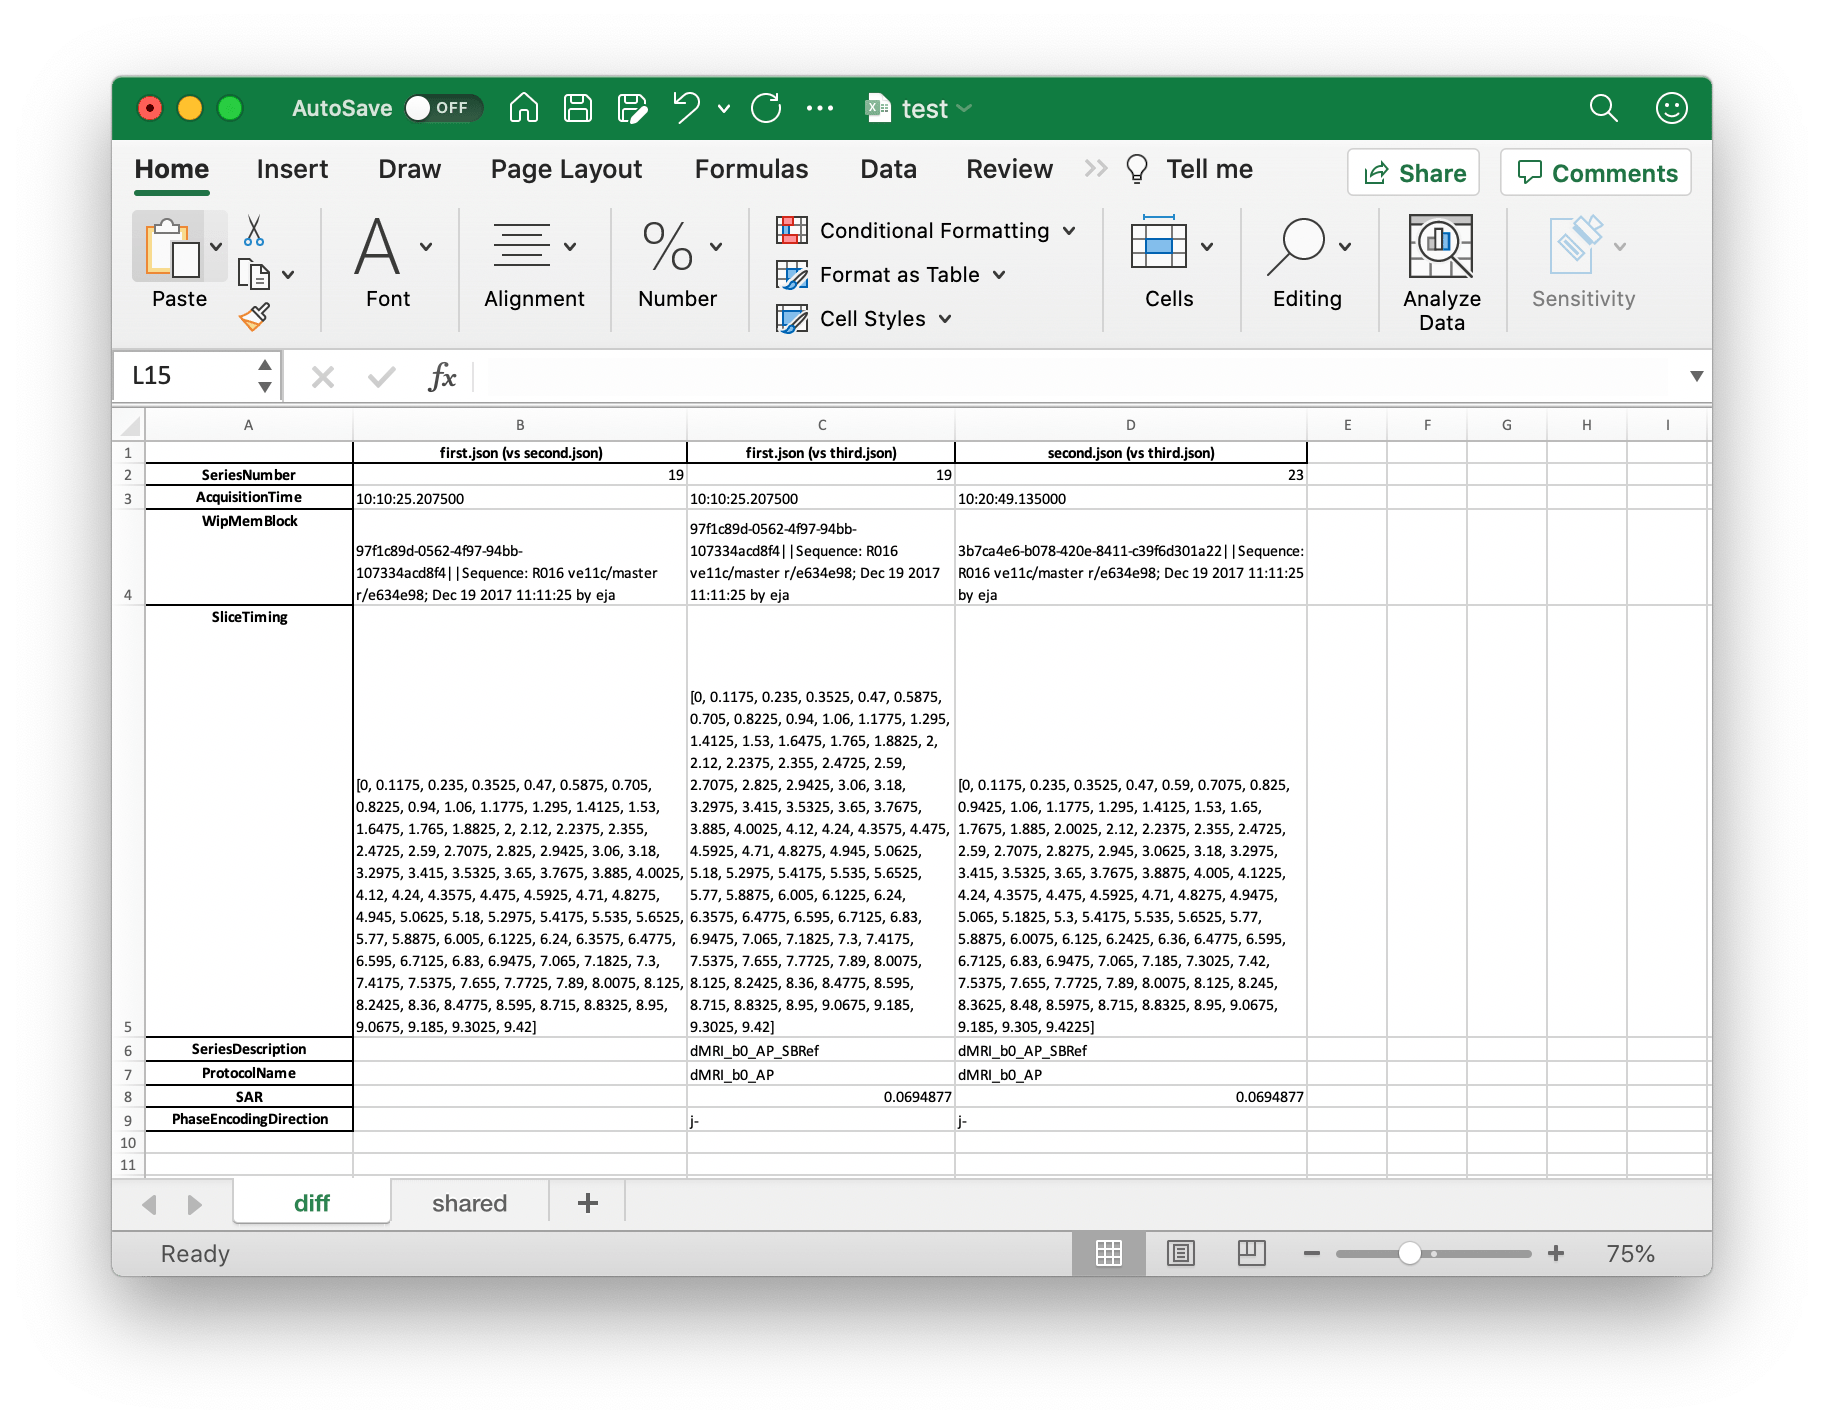 AutoSave OFF test
Home Insert Draw Page Layout Formulas Data Review Tell me Share Comments
Paste Font Alignment Number Conditional Formatting Format as Table Cell Styles Cells Editing Analyze Data Sensitivity
L15 fx
A B C D E F G H I
1 first.json (vs second.json) first.json (vs third.json) second.json (vs third.json)
2 SeriesNumber 19 19 23
3 AcquisitionTime 10:10:25.207500 10:10:25.207500 10:20:49.135000
4 WipMemBlock
97f1c89d-0562-4f97-94bb-
107334acd8f4||Sequence: R016 ve11c/master
r/e634e98; Dec 19 2017 11:11:25 by eja
97f1c89d-0562-4f97-94bb-
107334acd8f4||Sequence: R016
ve11c/master r/e634e98; Dec 19 2017
11:11:25 by eja
3b7ca4e6-b078-420e-8411-c39f6d301a22||Sequence:
R016 ve11c/master r/e634e98; Dec 19 2017 11:11:25
by eja
5 SliceTiming
[0, 0.1175, 0.235, 0.3525, 0.47, 0.5875, 0.705,
0.8225, 0.94, 1.06, 1.1775, 1.295, 1.4125, 1.53,
1.6475, 1.765, 1.8825, 2, 2.12, 2.2375, 2.355,
2.4725, 2.59, 2.7075, 2.825, 2.9425, 3.06, 3.18,
3.2975, 3.415, 3.5325, 3.65, 3.7675, 3.885, 4.0025,
4.12, 4.24, 4.3575, 4.475, 4.5925, 4.71, 4.8275,
4.945, 5.0625, 5.18, 5.2975, 5.4175, 5.535, 5.6525,
5.77, 5.8875, 6.005, 6.1225, 6.24, 6.3575, 6.4775,
6.595, 6.7125, 6.83, 6.9475, 7.065, 7.1825, 7.3,
7.4175, 7.5375, 7.655, 7.7725, 7.89, 8.0075, 8.125,
8.2425, 8.36, 8.4775, 8.595, 8.715, 8.8325, 8.95,
9.0675, 9.185, 9.3025, 9.42]
[0, 0.1175, 0.235, 0.3525, 0.47, 0.5875,
0.705, 0.8225, 0.94, 1.06, 1.1775, 1.295,
1.4125, 1.53, 1.6475, 1.765, 1.8825, 2,
2.12, 2.2375, 2.355, 2.4725, 2.59,
2.7075, 2.825, 2.9425, 3.06, 3.18,
3.2975, 3.415, 3.5325, 3.65, 3.7675,
3.885, 4.0025, 4.12, 4.24, 4.3575, 4.475,
4.5925, 4.71, 4.8275, 4.945, 5.0625,
5.18, 5.2975, 5.4175, 5.535, 5.6525,
5.77, 5.8875, 6.005, 6.1225, 6.24,
6.3575, 6.4775, 6.595, 6.7125, 6.83,
6.9475, 7.065, 7.1825, 7.3, 7.4175,
7.5375, 7.655, 7.7725, 7.89, 8.0075,
8.125, 8.2425, 8.36, 8.4775, 8.595,
8.715, 8.8325, 8.95, 9.0675, 9.185,
9.3025, 9.42]
[0, 0.1175, 0.235, 0.3525, 0.47, 0.59, 0.7075, 0.825,
0.9425, 1.06, 1.1775, 1.295, 1.4125, 1.53, 1.65,
1.7675, 1.885, 2.0025, 2.12, 2.2375, 2.355, 2.4725,
2.59, 2.7075, 2.8275, 2.945, 3.0625, 3.18, 3.2975,
3.415, 3.5325, 3.65, 3.7675, 3.8875, 4.005, 4.1225,
4.24, 4.3575, 4.475, 4.5925, 4.71, 4.8275, 4.9475,
5.065, 5.1825, 5.3, 5.4175, 5.535, 5.6525, 5.77,
5.8875, 6.0075, 6.125, 6.2425, 6.36, 6.4775, 6.595,
6.7125, 6.83, 6.9475, 7.065, 7.185, 7.3025, 7.42,
7.5375, 7.655, 7.7725, 7.89, 8.0075, 8.125, 8.245,
8.3625, 8.48, 8.5975, 8.715, 8.8325, 8.95, 9.0675,
9.185, 9.305, 9.4225]
6 SeriesDescription dMRI_b0_AP_SBRef dMRI_b0_AP_SBRef
7 ProtocolName dMRI_b0_AP dMRI_b0_AP
8 SAR 0.0694877 0.0694877
9 PhaseEncodingDirection j- j-
10
11
diff shared +
Ready 75%